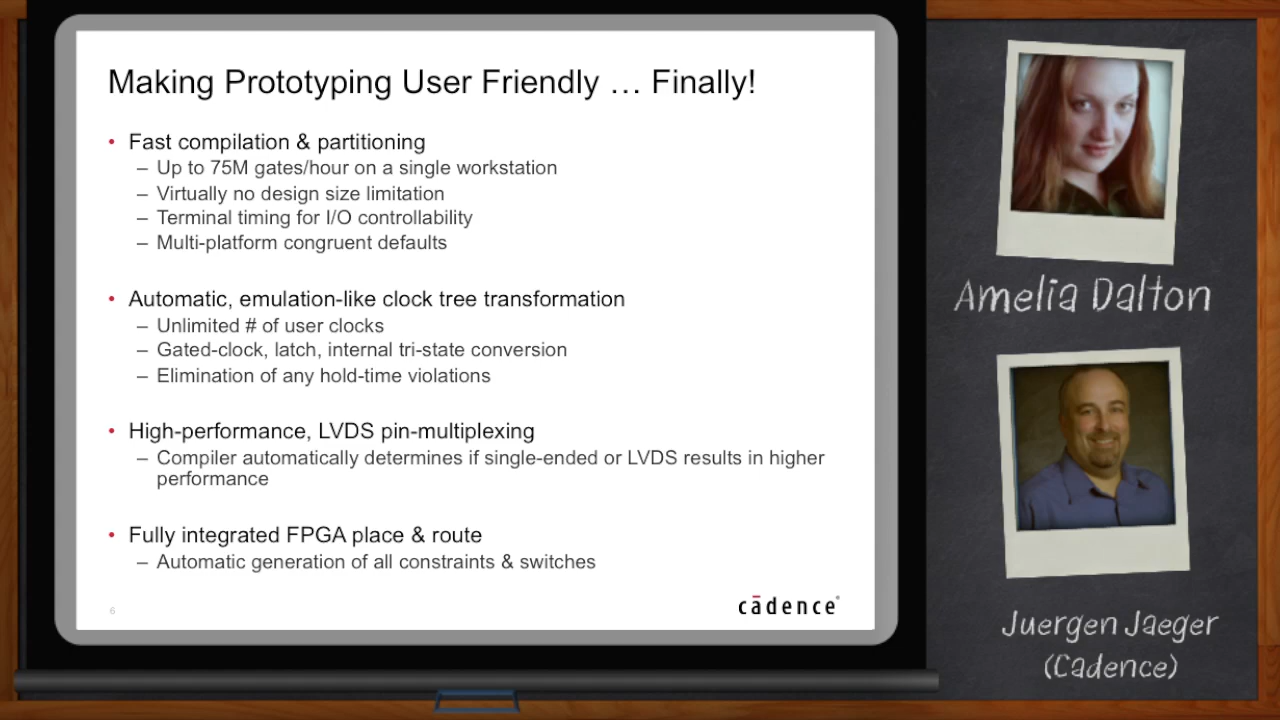 Making Prototyping User Friendly … Finally!
• Fast compilation & partitioning
– Up to 75M gates/hour on a single workstation
– Virtually no design size limitation
– Terminal timing for I/O controllability
– Multi-platform congruent defaults
• Automatic, emulation-like clock tree transformation
– Unlimited # of user clocks
– Gated-clock, latch, internal tri-state conversion
– Elimination of any hold-time violations
• High-performance, LVDS pin-multiplexing
– Compiler automatically determines if single-ended or LVDS results in higher
performance
• Fully integrated FPGA place & route
– Automatic generation of all constraints & switches
6
cādence®
Amelia Dalton
Juergen Jaeger
(Cadence)